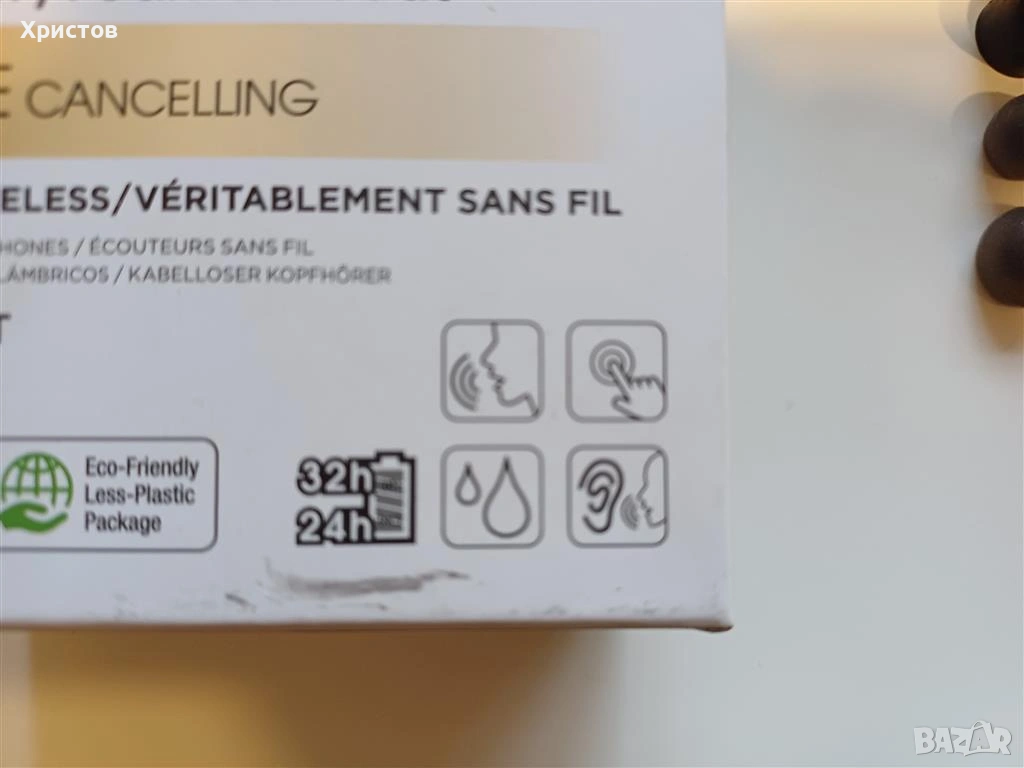 Христов
E CANCELLING
ELESS/VÉRITABLEMENT SANS FIL
HONES / ÉCOUTEURS SANS FIL
LÁMBRICOS / KABELLOSER KOPFHÖRER
T
Eco-Friendly
Less-Plastic
Package
32h
24h
BAZAR